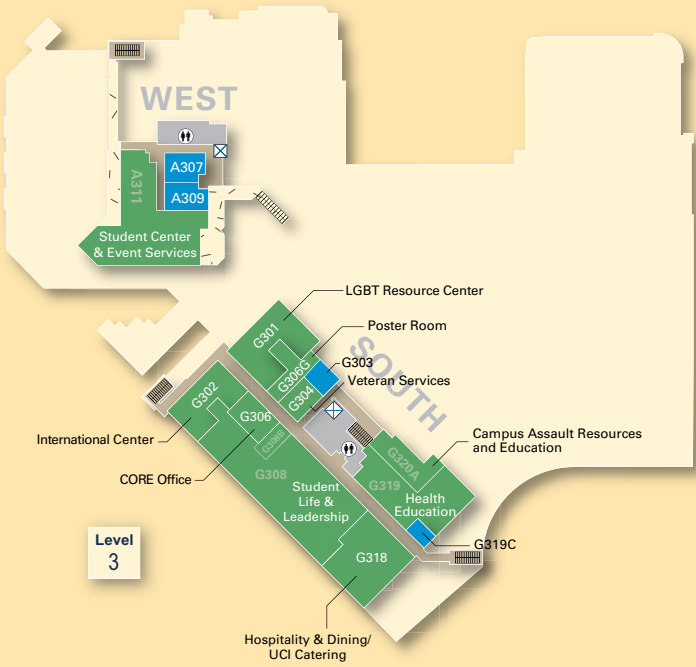 WEST
A307
A309
A311
Student Center
& Event Services
LGBT Resource Center
G301
Poster Room
G303
SOUTH
G306G
Veteran Services
G304
G302
G306
International Center
G306B
Campus Assault Resources
and Education
CORE Office
G308
G320A
G319
Student
Life &
Leadership
Health
Education
G319C
Level
3
G318
Hospitality & Dining/
UCI Catering